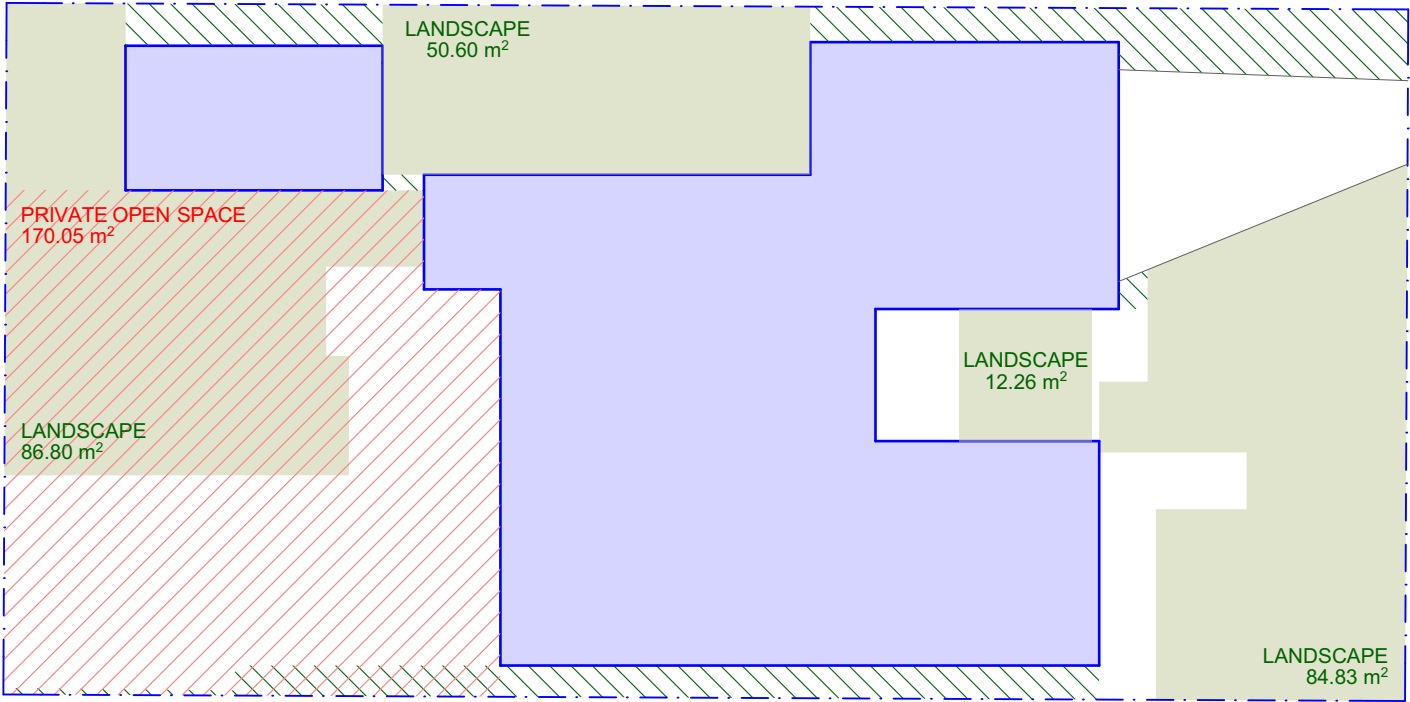 LANDSCAPE
50.60 m²
PRIVATE OPEN SPACE
170.05 m²
LANDSCAPE
12.26 m²
LANDSCAPE
86.80 m²
LANDSCAPE
84.83 m²